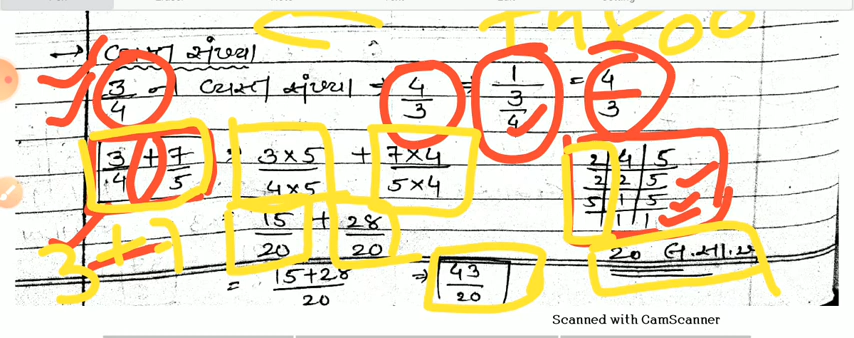 → વ્યસ્ત સંખ્યા
3/4 ની વ્યસ્ત સંખ્યા → 4/3 ⇒ 1/(3/4) = 4/3
3/4 + 7/5 = (3×5)/(4×5) + (7×4)/(5×4)
2 | 4 | 5
2 | 2 | 5
5 | 1 | 5
1 | 1
= 15/20 + 28/20
20 લ.સા.અ
3+7
= (15+28)/20 ⇒ 43/20
Scanned with CamScanner